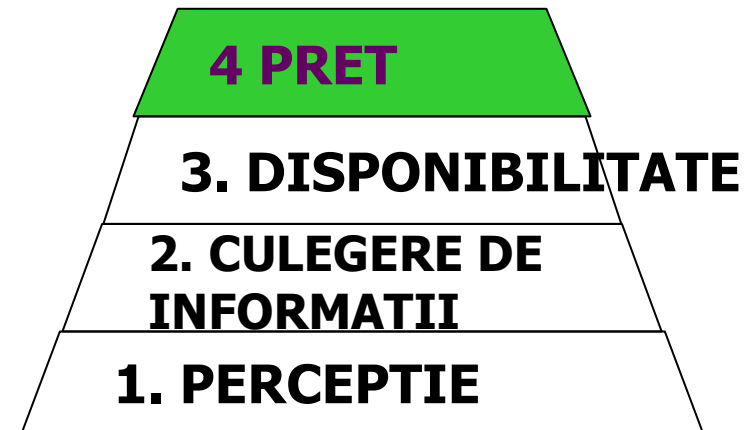 4 PRET
3. DISPONIBILITATE
2. CULEGERE DE
INFORMATII
1. PERCEPTIE